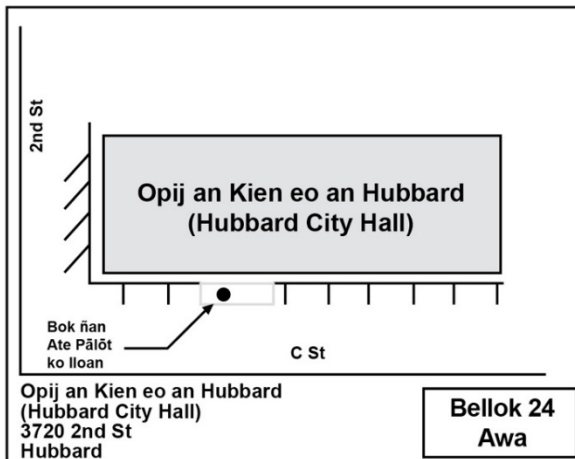 2nd St
Opij an Kien eo an Hubbard
(Hubbard City Hall)
Bok ñan
Ate Pālōt
ko Iloan
C St
Opij an Kien eo an Hubbard
(Hubbard City Hall)
3720 2nd St
Hubbard
Bellok 24
Awa